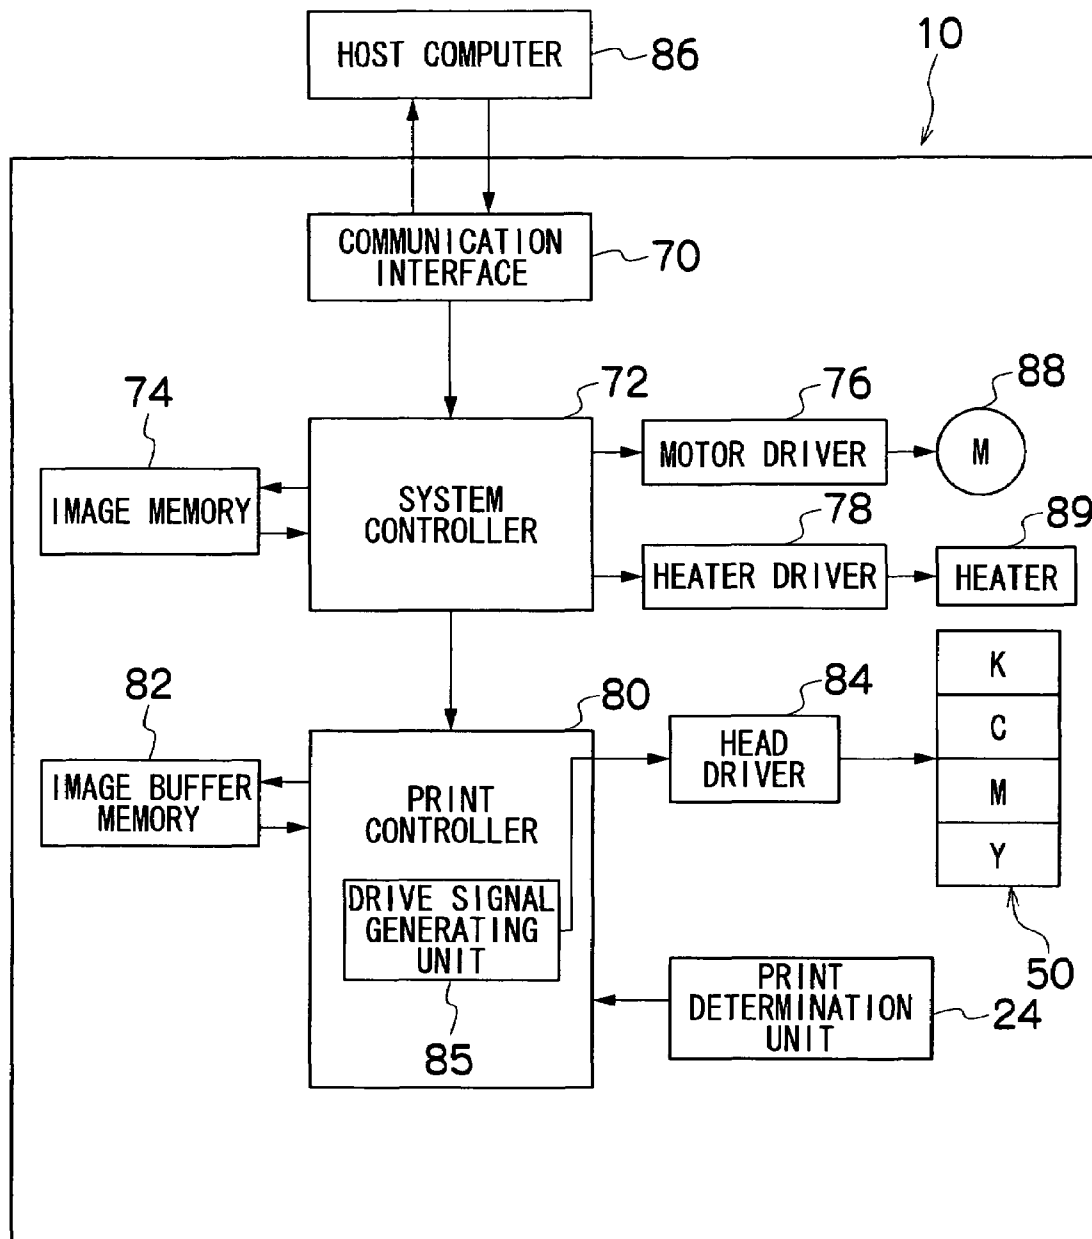 HOST COMPUTER
86
10
COMMUNICATION
INTERFACE
70
74
72
76
88
IMAGE MEMORY
SYSTEM
CONTROLLER
MOTOR DRIVER
M
78
89
HEATER DRIVER
HEATER
82
80
84
K
C
M
Y
IMAGE BUFFER
MEMORY
PRINT
CONTROLLER
HEAD
DRIVER
DRIVE SIGNAL
GENERATING
UNIT
85
50
PRINT
DETERMINATION
UNIT
24